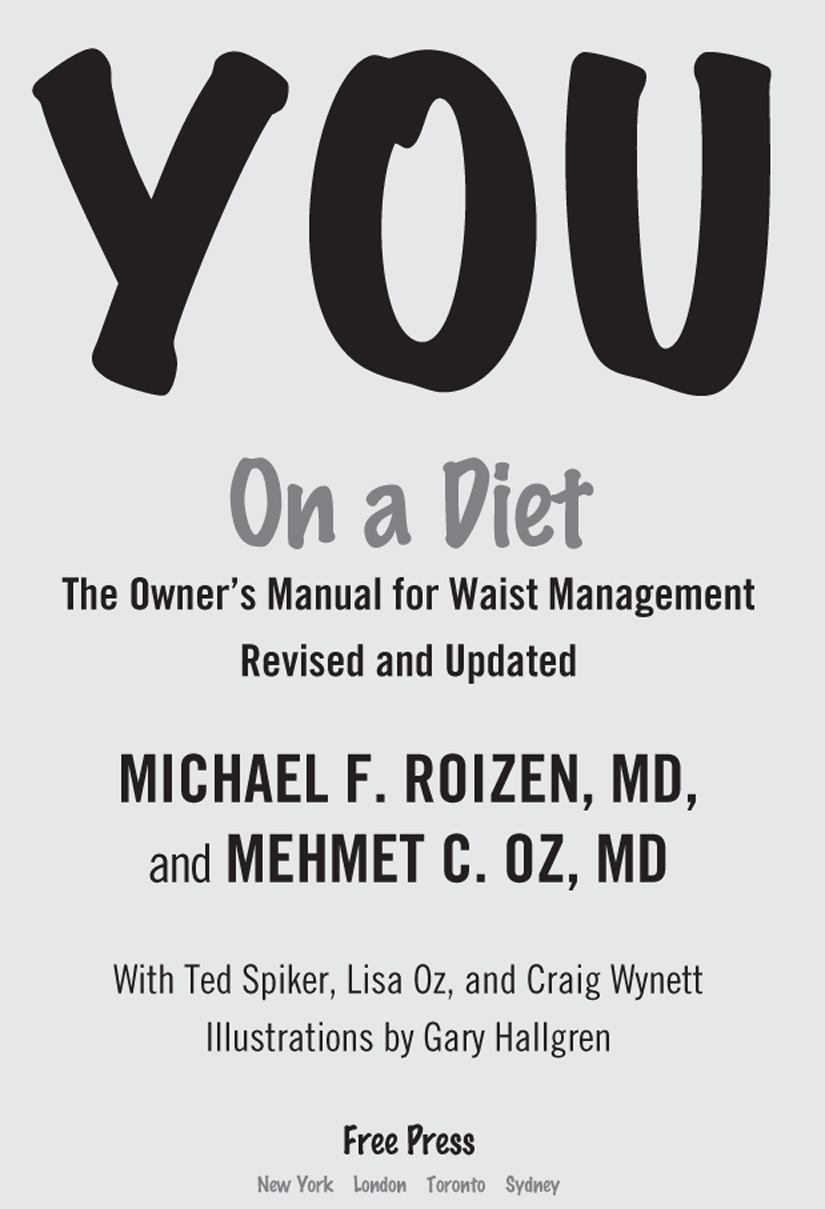 YOU
On a Diet
The Owner’s Manual for Waist Management
Revised and Updated
MICHAEL F. ROIZEN, MD,
and MEHMET C. OZ, MD
With Ted Spiker, Lisa Oz, and Craig Wynett
Illustrations by Gary Hallgren
Free Press
New York London Toronto Sydney